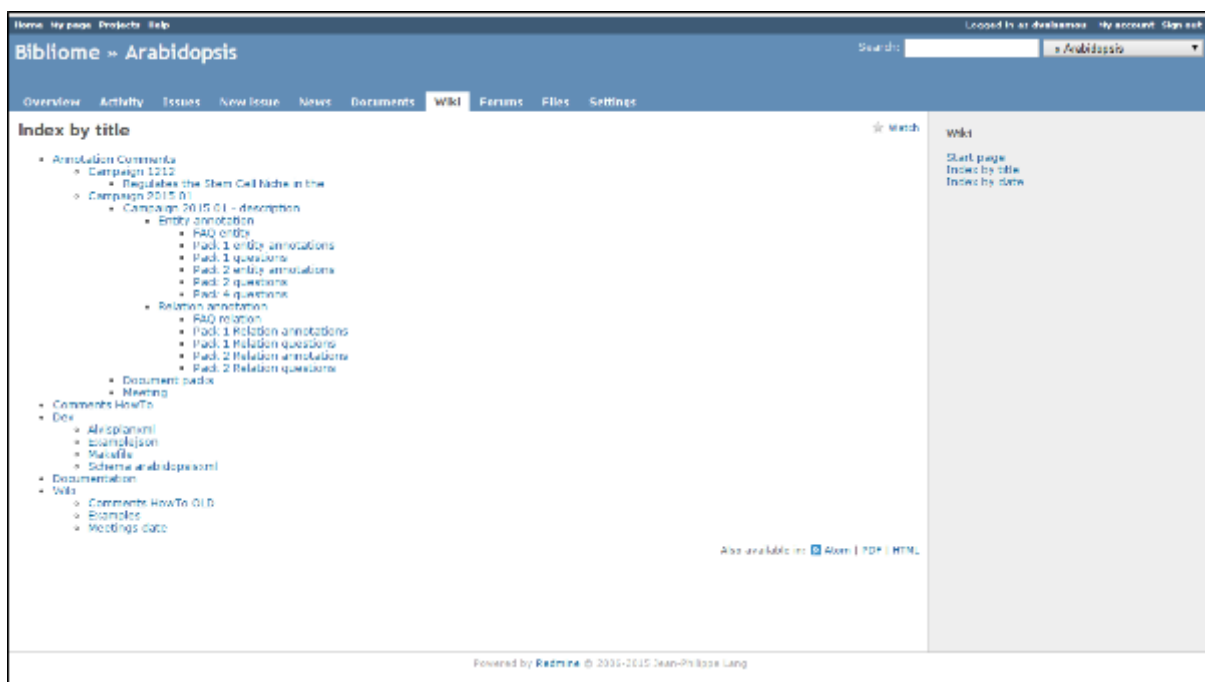 Home My page Projects Help
Logged in as My account Sign out
Bibliome » Arabidopsis
Search:
» Arabidopsis
Overview Activity Issues New issue News Documents Wiki Forums Files Settings
Index by title
Watch
Annotation Comments
Campaign 1212
Regulates the Stem Cell Niche in the
Campaign 2015 01
Campaign 2015 01 - description
Entity annotation
FAQ entity
Pack 1 entity annotations
Pack 1 questions
Pack 2 entity annotations
Pack 2 questions
Pack 4 questions
Relation annotation
FAQ relation
Pack 1 Relation annotations
Pack 1 Relation questions
Pack 2 Relation annotations
Pack 2 Relation questions
Document packs
Meeting
Comments HowTo
Dev
Alvisplanxml
Examplejson
Makefile
Schema arabidopsisxml
Documentation
Wiki
Comments HowTo OLD
Examples
Meetings date
Also available in: Atom | PDF | HTML
Wiki
Start page
Index by title
Index by date
Powered by Redmine © 2006-2015 Jean-Philippe Lang